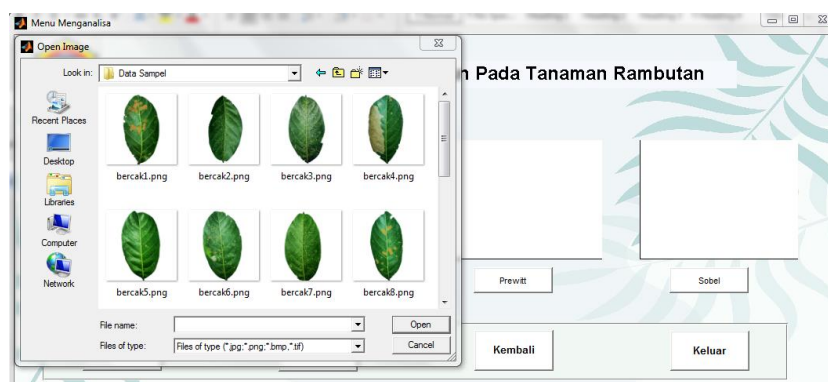 Menu Menganalisa
Open Image
n Pada Tanaman Rambutan
Look in:
Data Sampel
Recent Places
Desktop
Libraries
Computer
Network
bercak1.png
bercak2.png
bercak3.png
bercak4.png
bercak5.png
bercak6.png
bercak7.png
bercak8.png
File name:
Open
Files of type:
Files of type (*.jpg;*.png;*.bmp,*.tif)
Cancel
Prewitt
Sobel
Kembali
Keluar